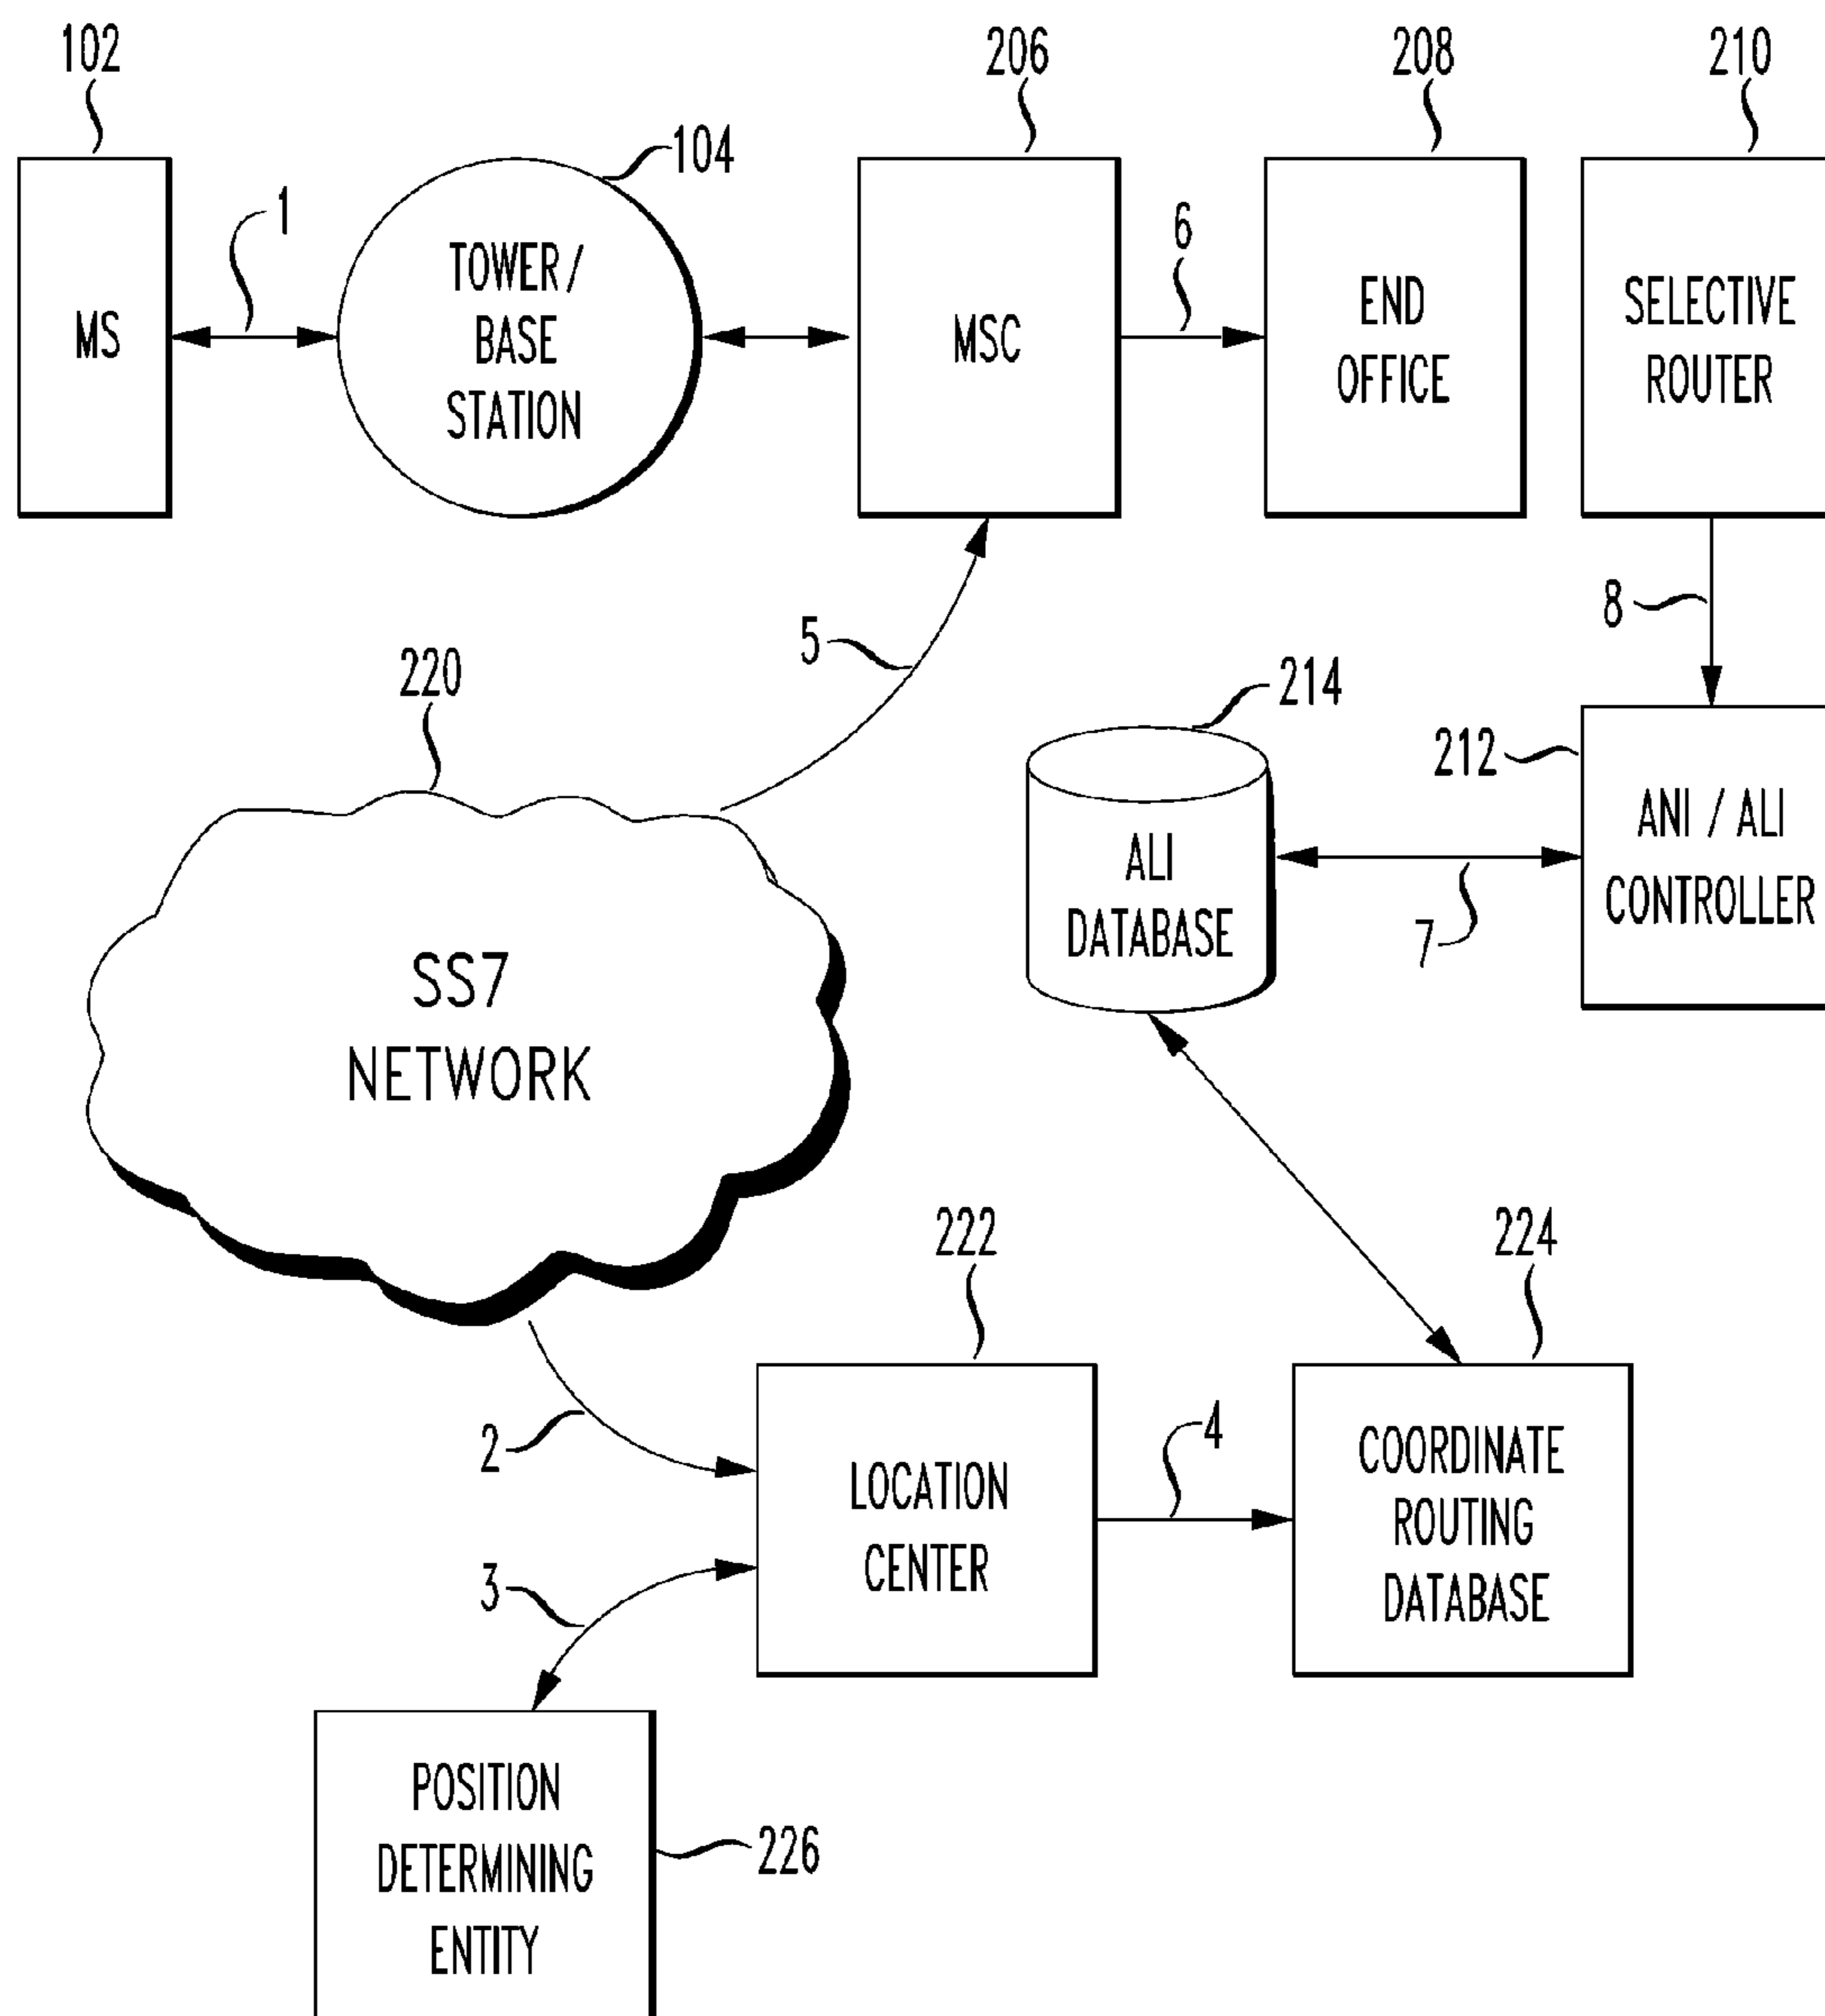 102
206
208
210
104
1
6
MS
TOWER /
BASE
STATION
MSC
END
OFFICE
SELECTIVE
ROUTER
8
5
220
214
212
ALI
DATABASE
ANI / ALI
CONTROLLER
7
SS7
NETWORK
222
224
2
4
LOCATION
CENTER
COORDINATE
ROUTING
DATABASE
3
POSITION
DETERMINING
ENTITY
226